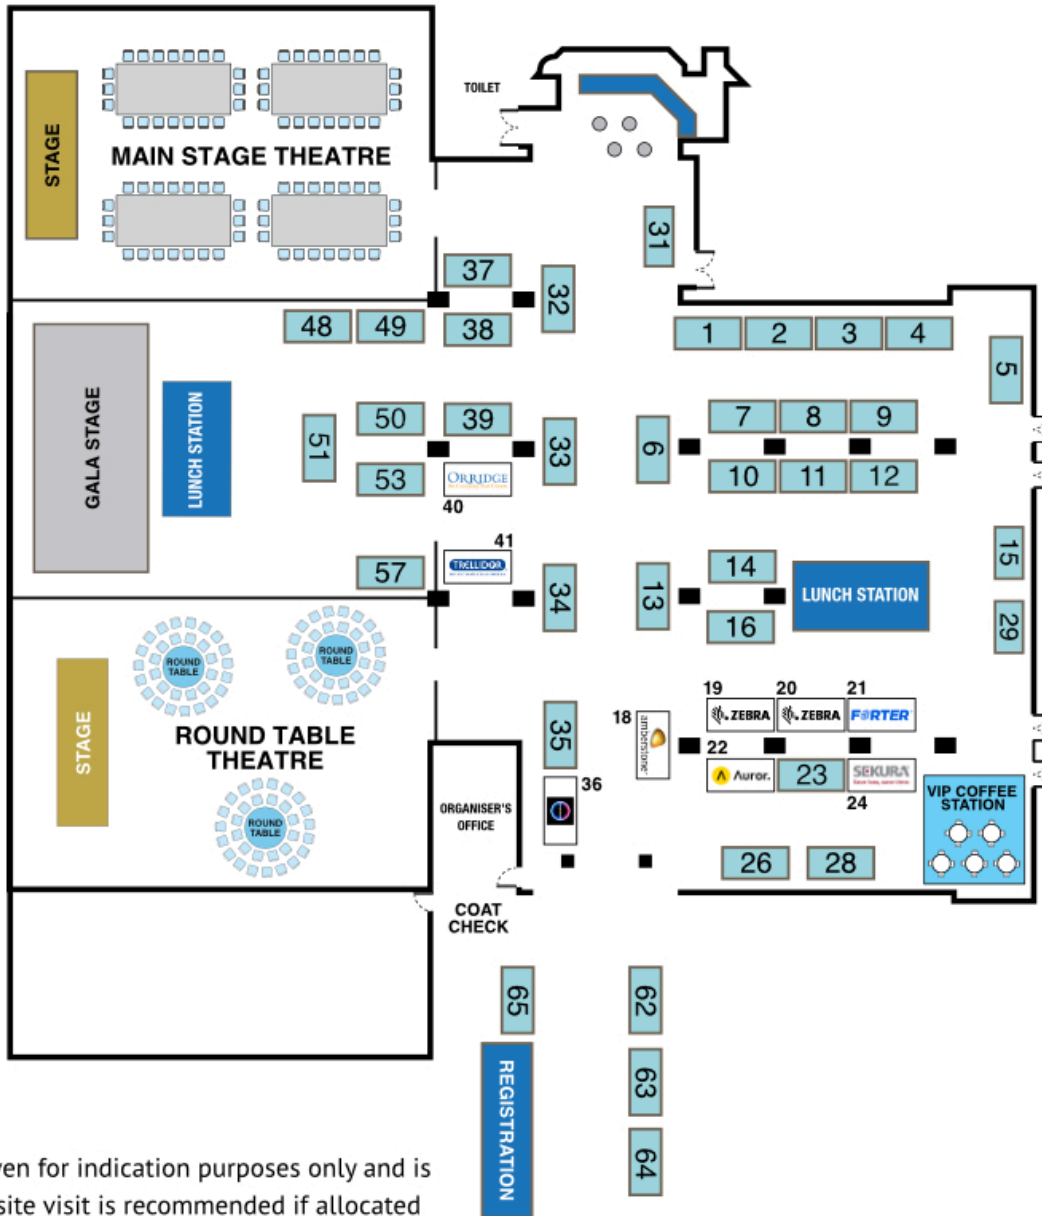 TOILET
STAGE
MAIN STAGE THEATRE
31
37
32
48
49
38
1
2
3
4
5
GALA STAGE
LUNCH STATION
51
50
39
33
6
7
8
9
53
ORRIDGE
40
10
11
12
41
TRELLIDOR
57
34
13
14
LUNCH STATION
15
16
29
ROUND
TABLE
ROUND
TABLE
STAGE
ROUND TABLE
THEATRE
ROUND
TABLE
35
18
amberstone
19
20
21
ZEBRA
ZEBRA
FORTER
22
Auror.
23
SEKURA
24
36
ORGANISER'S
OFFICE
VIP COFFEE
STATION
26
28
COAT
CHECK
65
62
REGISTRATION
63
64
ven for indication purposes only and is
site visit is recommended if allocated